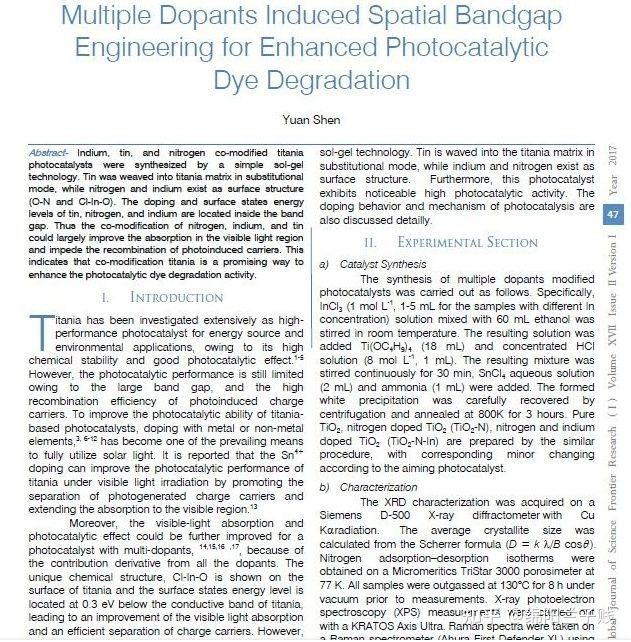 Multiple Dopants Induced Spatial Bandgap
Engineering for Enhanced Photocatalytic
Dye Degradation
Yuan Shen
Abstract- Indium, tin, and nitrogen co-modified titania
photocatalysts were synthesized by a simple sol-gel
technology. Tin was weaved into titania matrix in substitutional
mode, while nitrogen and indium exist as surface structure
(O-N and Cl-In-O). The doping and surface states energy
levels of tin, nitrogen, and indium are located inside the band
gap. Thus the co-modification of nitrogen, indium, and tin
could largely improve the absorption in the visible light region
and impede the recombination of photoinduced carriers. This
indicates that co-modification titania is a promising way to
enhance the photocatalytic dye degradation activity.
I. INTRODUCTION
Titania has been investigated extensively as high-
performance photocatalyst for energy source and
environmental applications, owing to its high
chemical stability and good photocatalytic effect.1-5
However, the photocatalytic performance is still limited
owing to the large band gap, and the high
recombination efficiency of photoinduced charge
carriers. To improve the photocatalytic ability of titania-
based photocatalysts, doping with metal or non-metal
elements,3, 6-12 has become one of the prevailing means
to fully utilize solar light. It is reported that the Sn4+
doping can improve the photocatalytic performance of
titania under visible light irradiation by promoting the
separation of photogenerated charge carriers and
extending the absorption to the visible region.13
Moreover, the visible-light absorption and
photocatalytic effect could be further improved for a
photocatalyst with multi-dopants, 14,15,16 ,17, because of
the contribution derivative from all the dopants. The
unique chemical structure, Cl-In-O is shown on the
surface of titania and the surface states energy level is
located at 0.3 eV below the conductive band of titania,
leading to an improvement of the visible light absorption
and an efficient separation of charge carriers. However,
sol-gel technology. Tin is waved into the titania matrix in
substitutional mode, while indium and nitrogen exist as
surface structure. Furthermore, this photocatalyst
exhibits noticeable high photocatalytic activity. The
doping behavior and mechanism of photocatalysis are
also discussed detailly.
II. EXPERIMENTAL SECTION
a) Catalyst Synthesis
The synthesis of multiple dopants modified
photocatalysts was carried out as follows. Specifically,
InCl3 (1 mol L-1, 1-5 mL for the samples with different In
concentration) solution mixed with 60 mL ethanol was
stirred in room temperature. The resulting solution was
added Ti(OC4H9)4 (18 mL) and concentrated HCl
solution (8 mol L-1, 1 mL). The resulting mixture was
stirred continuously for 30 min, SnCl4 aqueous solution
(2 mL) and ammonia (1 mL) were added. The formed
white precipitation was carefully recovered by
centrifugation and annealed at 800K for 3 hours. Pure
TiO2, nitrogen doped TiO2 (TiO2-N), nitrogen and indium
doped TiO2 (TiO2-N-In) are prepared by the similar
procedure, with corresponding minor changing
according to the aiming photocatalyst.
b) Characterization
The XRD characterization was acquired on a
Siemens D-500 X-ray diffractometer with Cu
Kαradiation. The average crystallite size was
calculated from the Scherrer formula (D = k λ/B cosθ).
Nitrogen adsorption-desorption isotherms were
obtained on a Micromeritics TriStar 3000 porosimeter at
77 K. All samples were outgassed at 130°C for 8 h under
vacuum prior to measurements. X-ray photoelectron
spectroscopy (XPS) measurements were carried out
with a KRATOS Axis Ultra. Raman spectra were taken on
a Raman spectrometer (Ahura First Defender XL) using
Year 2017
47
Journal of Science Frontier Research ( I ) Volume XVII Issue II Version I